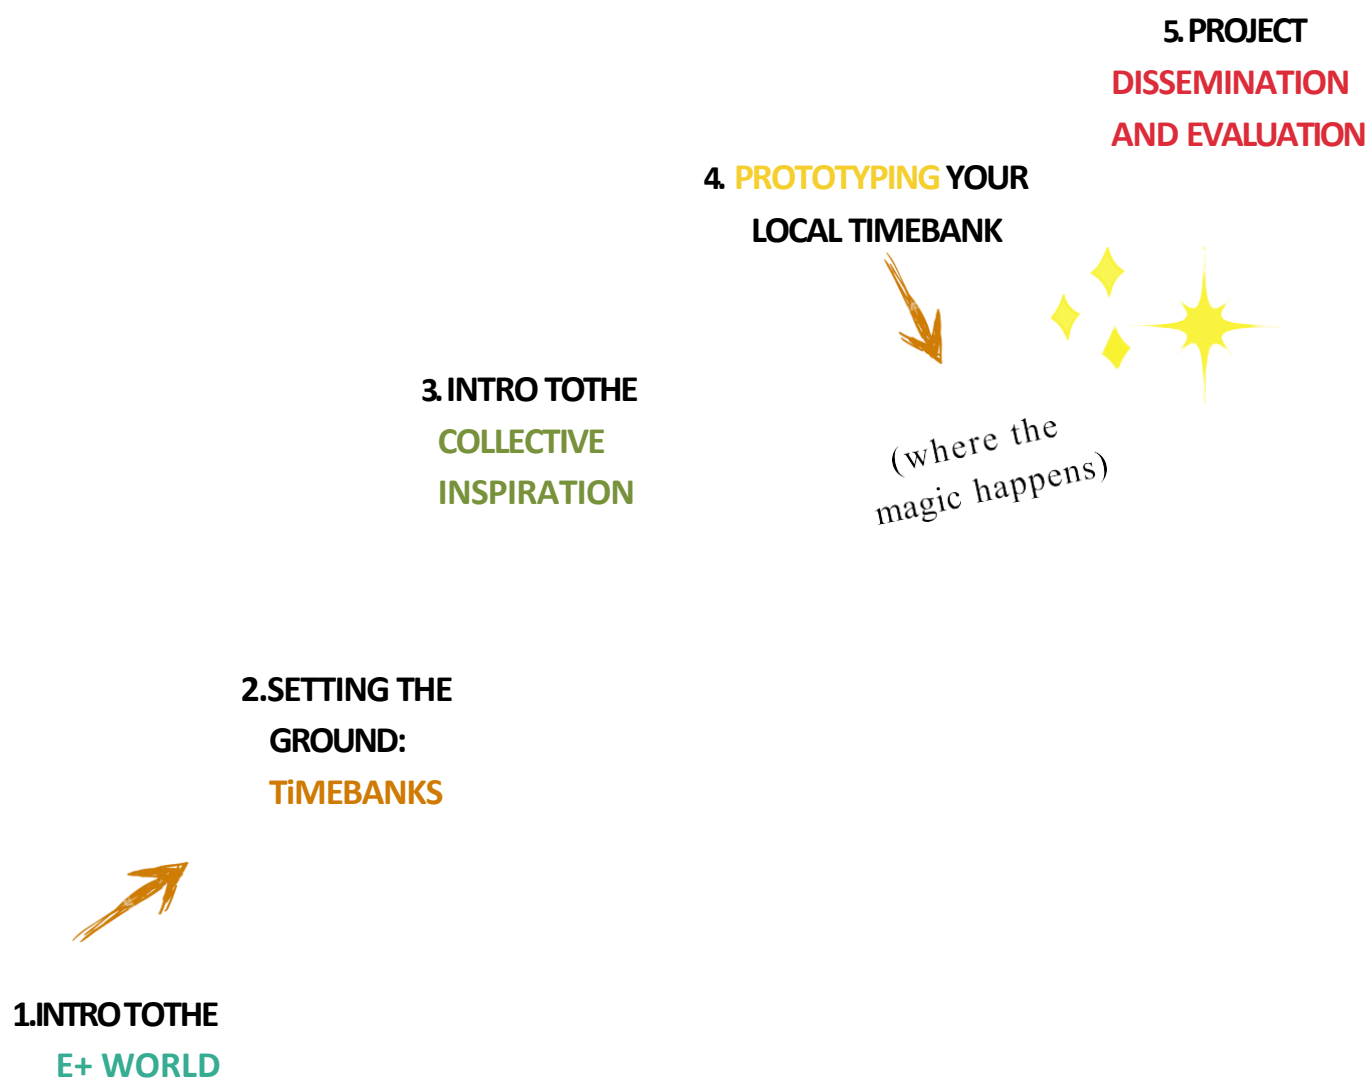 5. PROJECT
DISSEMINATION
AND EVALUATION
4. PROTOTYPING YOUR
LOCAL TIMEBANK
3. INTRO TOTHE
COLLECTIVE
INSPIRATION
(where the
magic happens)
2.SETTING THE
GROUND:
TiMEBANKS
1.INTRO TOTHE
E+ WORLD